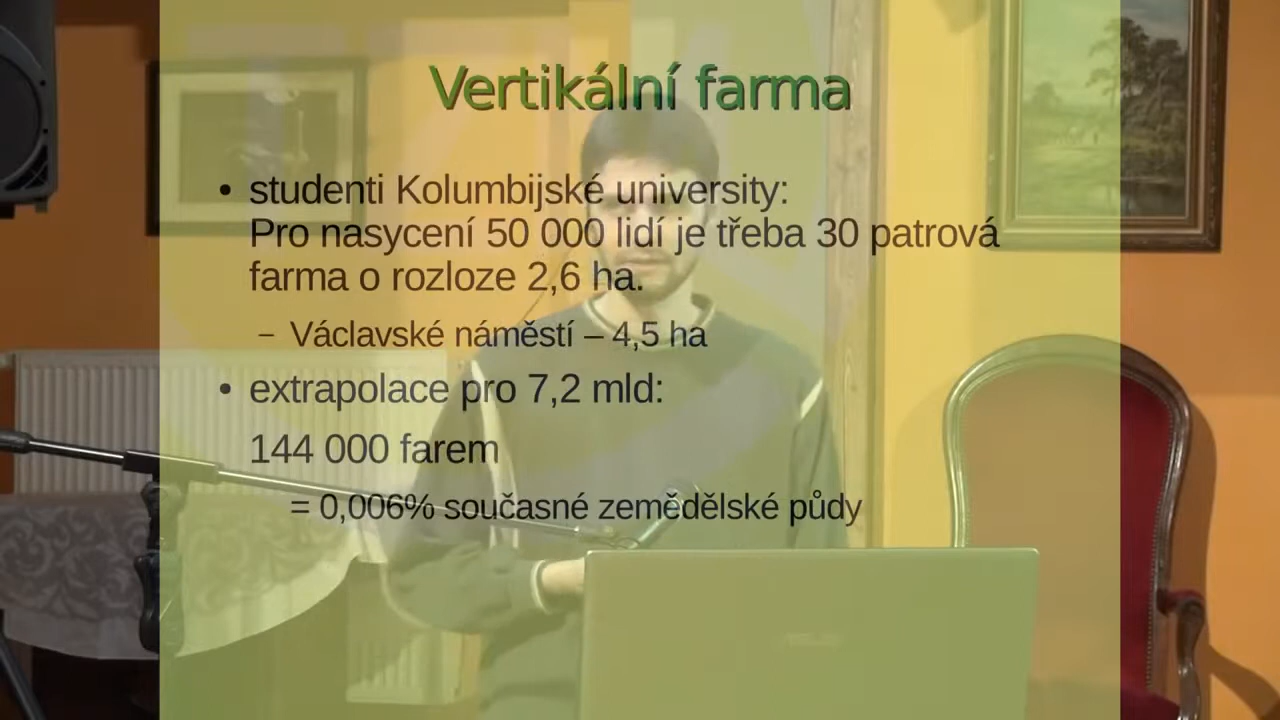 Vertikální farma
• studenti Kolumbijské university:
Pro nasycení 50 000 lidí je třeba 30 patrová
farma o rozloze 2,6 ha.
– Václavské náměstí – 4,5 ha
• extrapolace pro 7,2 mld:
144 000 farem
= 0,006% současné zemědělské půdy